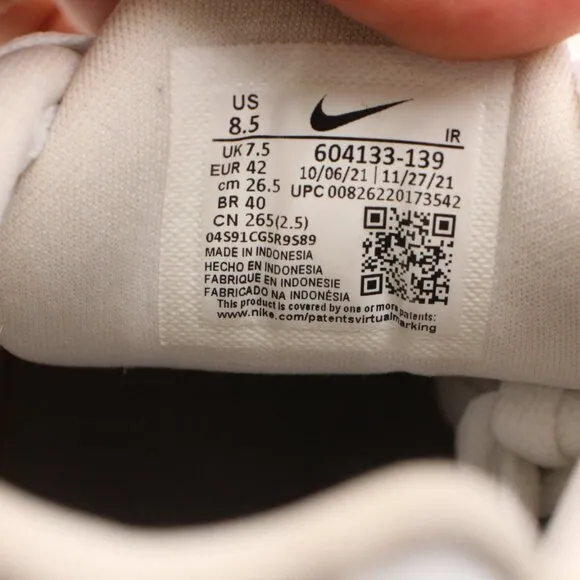 US
8.5
IR
UK 7.5
604133-139
EUR 42
10/06/21 | 11/27/21
cm 26.5
UPC 00826220173542
BR 40
CN 265(2.5)
04S91CG5R9S89
MADE IN INDONESIA
HECHO EN INDONESIA
FABRIQUE EN INDONESIE
FABRICADO NA INDONÉSIA
This product is covered by one or more patents:
www.nike.com/patentsvirtualmarking